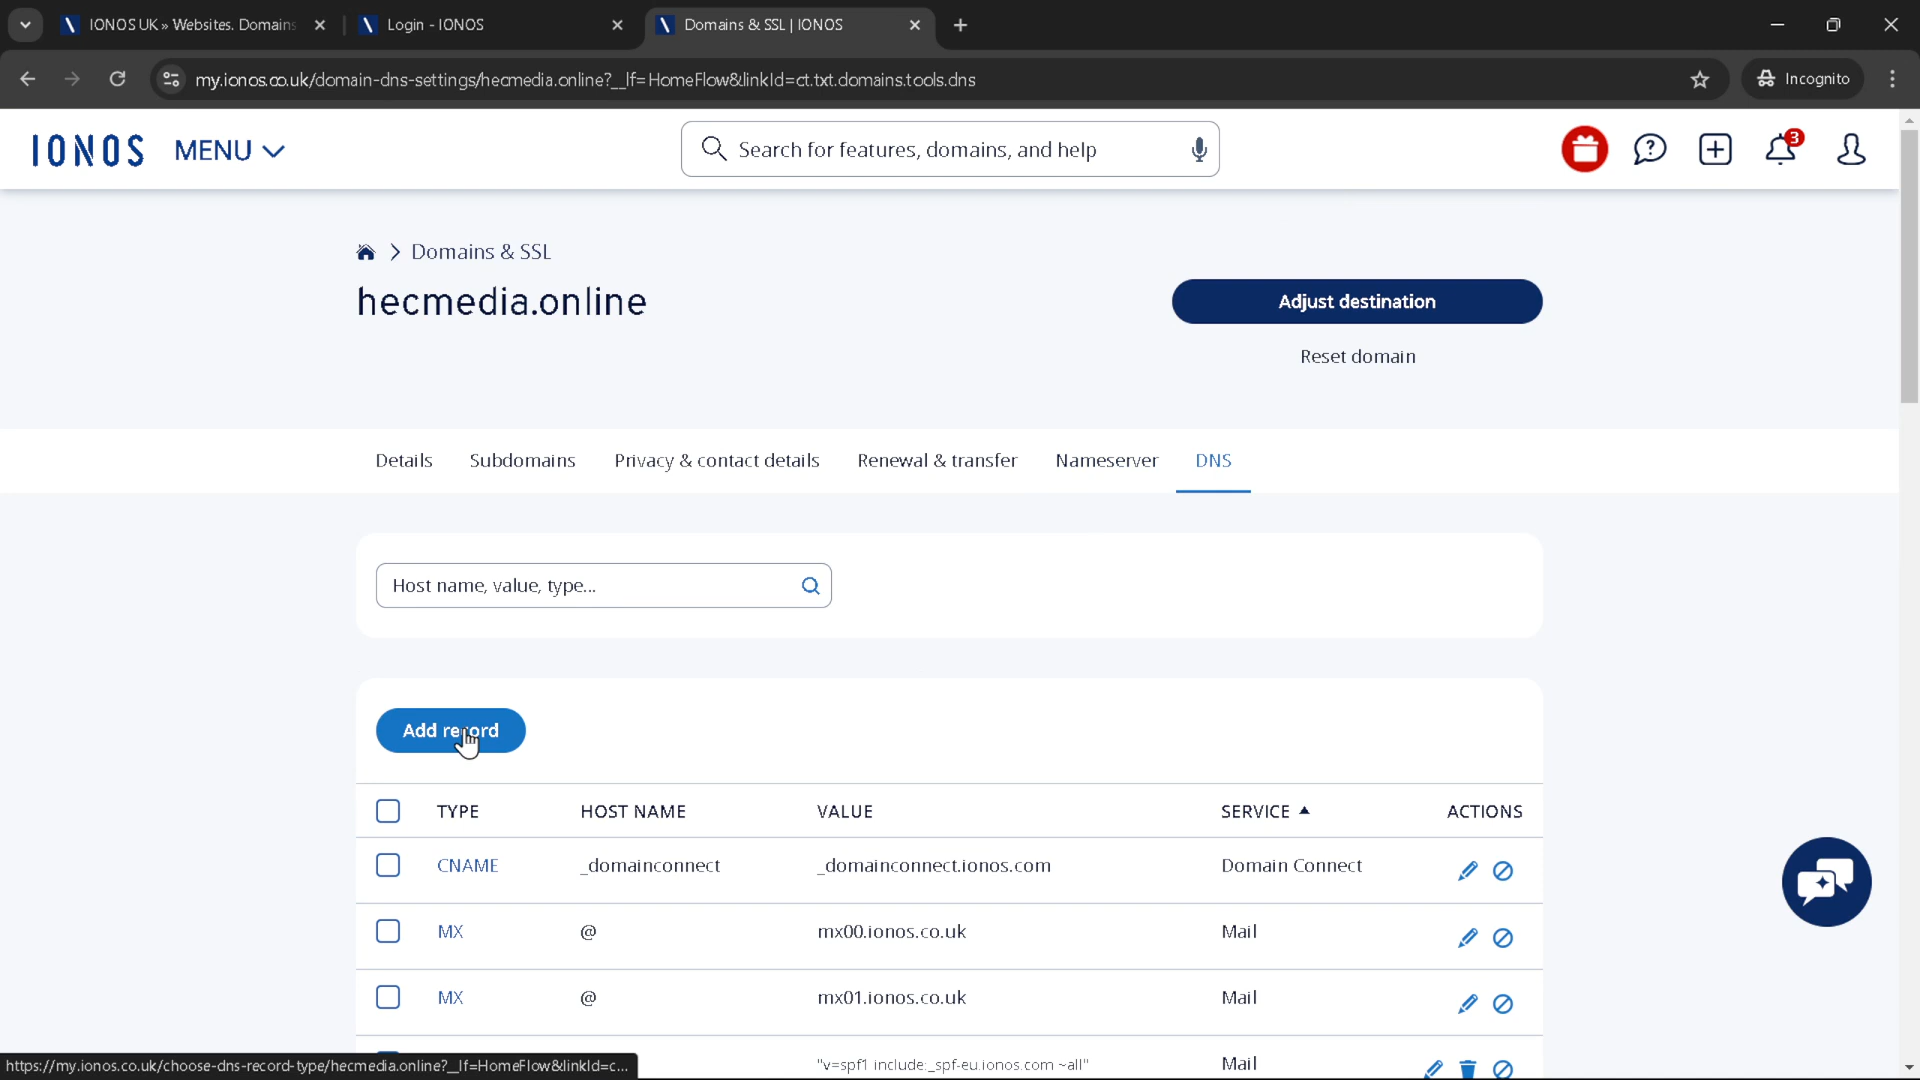 IONOS UK » Websites. Domains
Login - IONOS
Domains & SSL | IONOS
my.ionos.co.uk/domain-dns-settings/hecmedia.online?__lf=HomeFlow&linkId=ct.txt.domains.tools.dns
Incognito
IONOS MENU
Search for features, domains, and help
3
Domains & SSL
hecmedia.online
Adjust destination
Reset domain
Details Subdomains Privacy & contact details Renewal & transfer Nameserver DNS
Host name, value, type...
Add record
TYPE HOST NAME VALUE SERVICE ACTIONS
CNAME _domainconnect _domainconnect.ionos.com Domain Connect
MX @ mx00.ionos.co.uk Mail
MX @ mx01.ionos.co.uk Mail
"v=spf1 include:_spf-eu.ionos.com ~all" Mail
https://my.ionos.co.uk/choose-dns-record-type/hecmedia.online?__lf=HomeFlow&linkId=c...